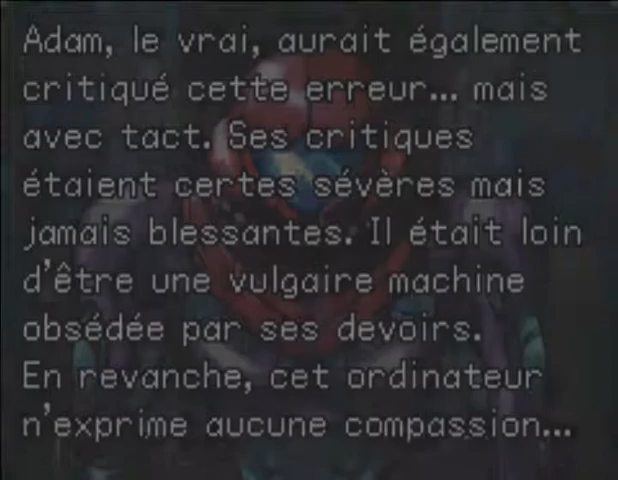 Adam, le vrai, aurait également
critiqué cette erreur... mais
avec tact. Ses critiques
étaient certes sévères mais
jamais blessantes. Il était loin
d'être une vulgaire machine
obsédée par ses devoirs.
En revanche, cet ordinateur
n'exprime aucune compassion...